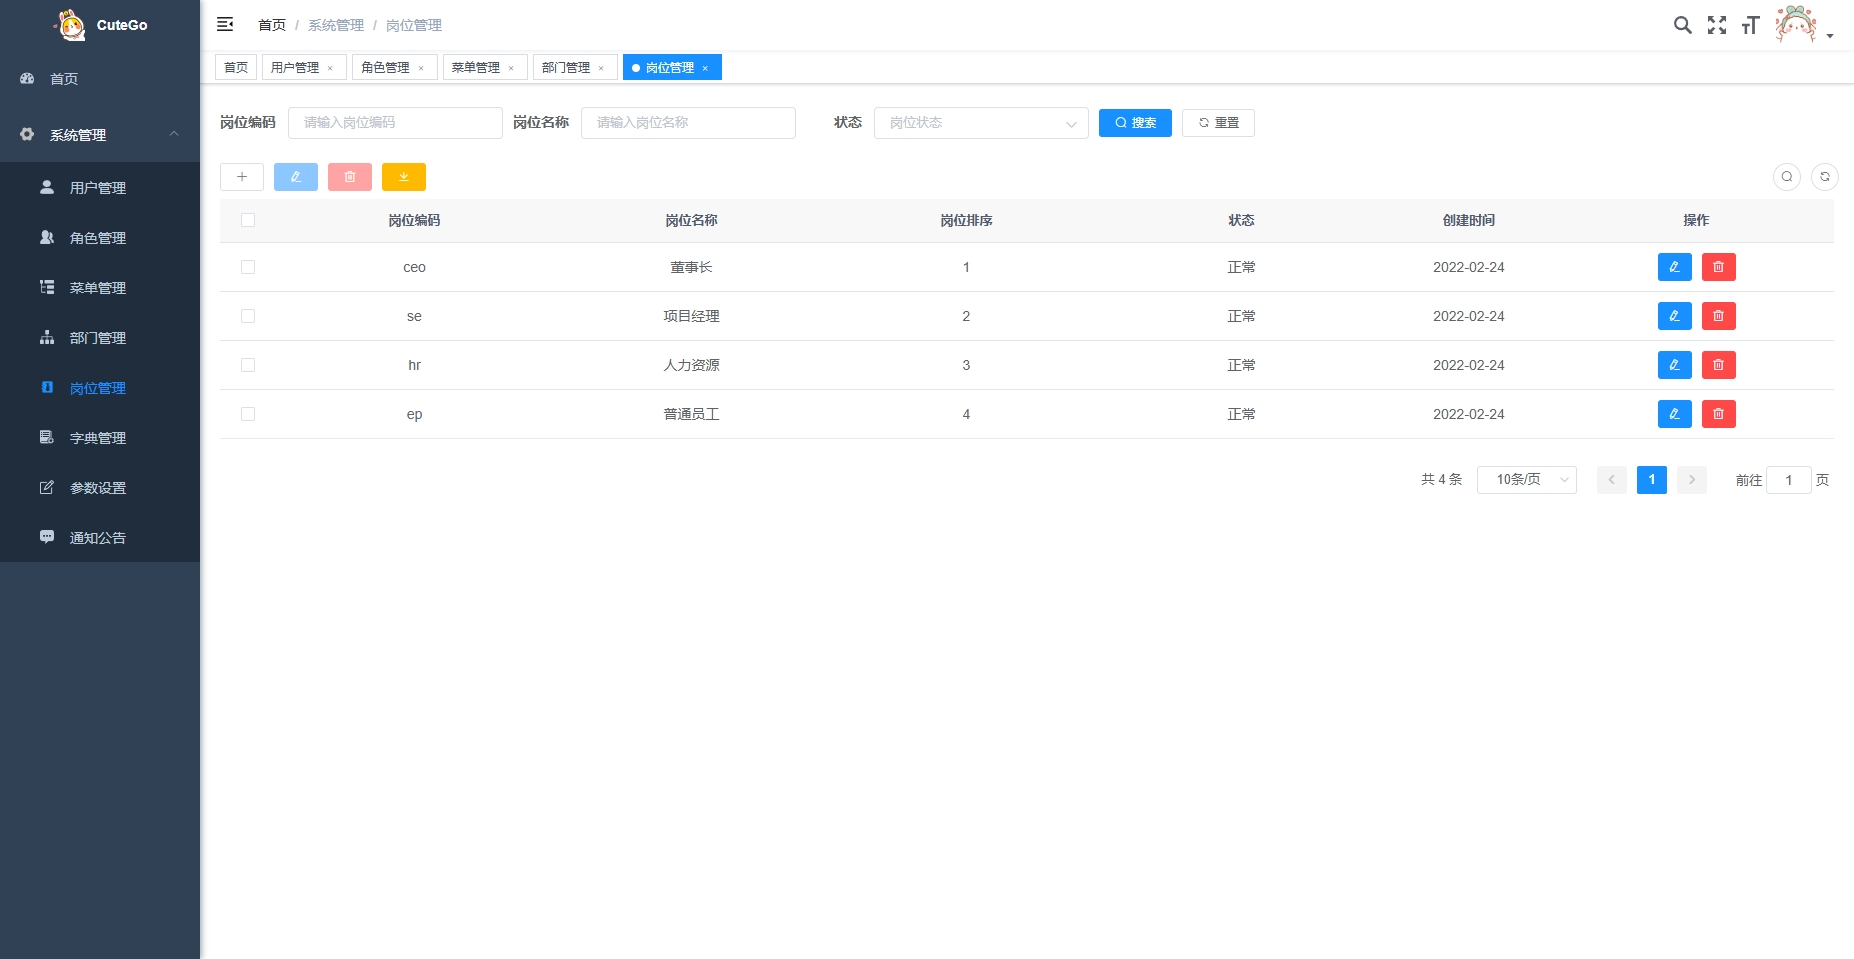 CuteGo
首页
系统管理
用户管理
角色管理
菜单管理
部门管理
岗位管理
字典管理
参数设置
通知公告
首页 / 系统管理 / 岗位管理
首页 用户管理 × 角色管理 × 菜单管理 × 部门管理 × 岗位管理 ×
岗位编码 请输入岗位编码 岗位名称 请输入岗位名称 状态 岗位状态 搜索 重置
岗位编码 岗位名称 岗位排序 状态 创建时间 操作
ceo 董事长 1 正常 2022-02-24
se 项目经理 2 正常 2022-02-24
hr 人力资源 3 正常 2022-02-24
ep 普通员工 4 正常 2022-02-24
共 4 条 10条/页 1 前往 1 页